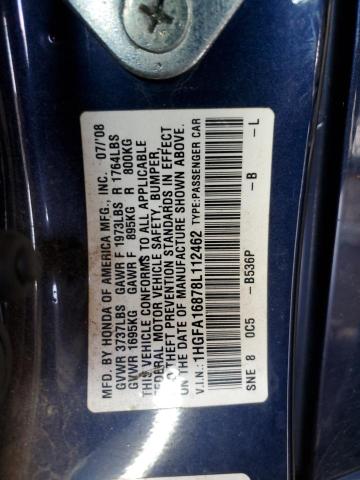 MFD. BY HONDA OF AMERICA MFG., INC. 07/'08
GVWR 3737LBS GAWR F 1973LBS R 1764LBS
GVWR 1695KG GAWR F 895KG R 800KG
THIS VEHICLE CONFORMS TO ALL APPLICABLE
FEDERAL MOTOR VEHICLE SAFETY, BUMPER,
AND THEFT PREVENTION STANDARDS IN EFFECT
ON THE DATE OF MANUFACTURE SHOWN ABOVE.
V.I.N.: 1HGFA16878L112462 TYPE:PASSENGER CAR
SNE 8 0C5 -B536P -B -L